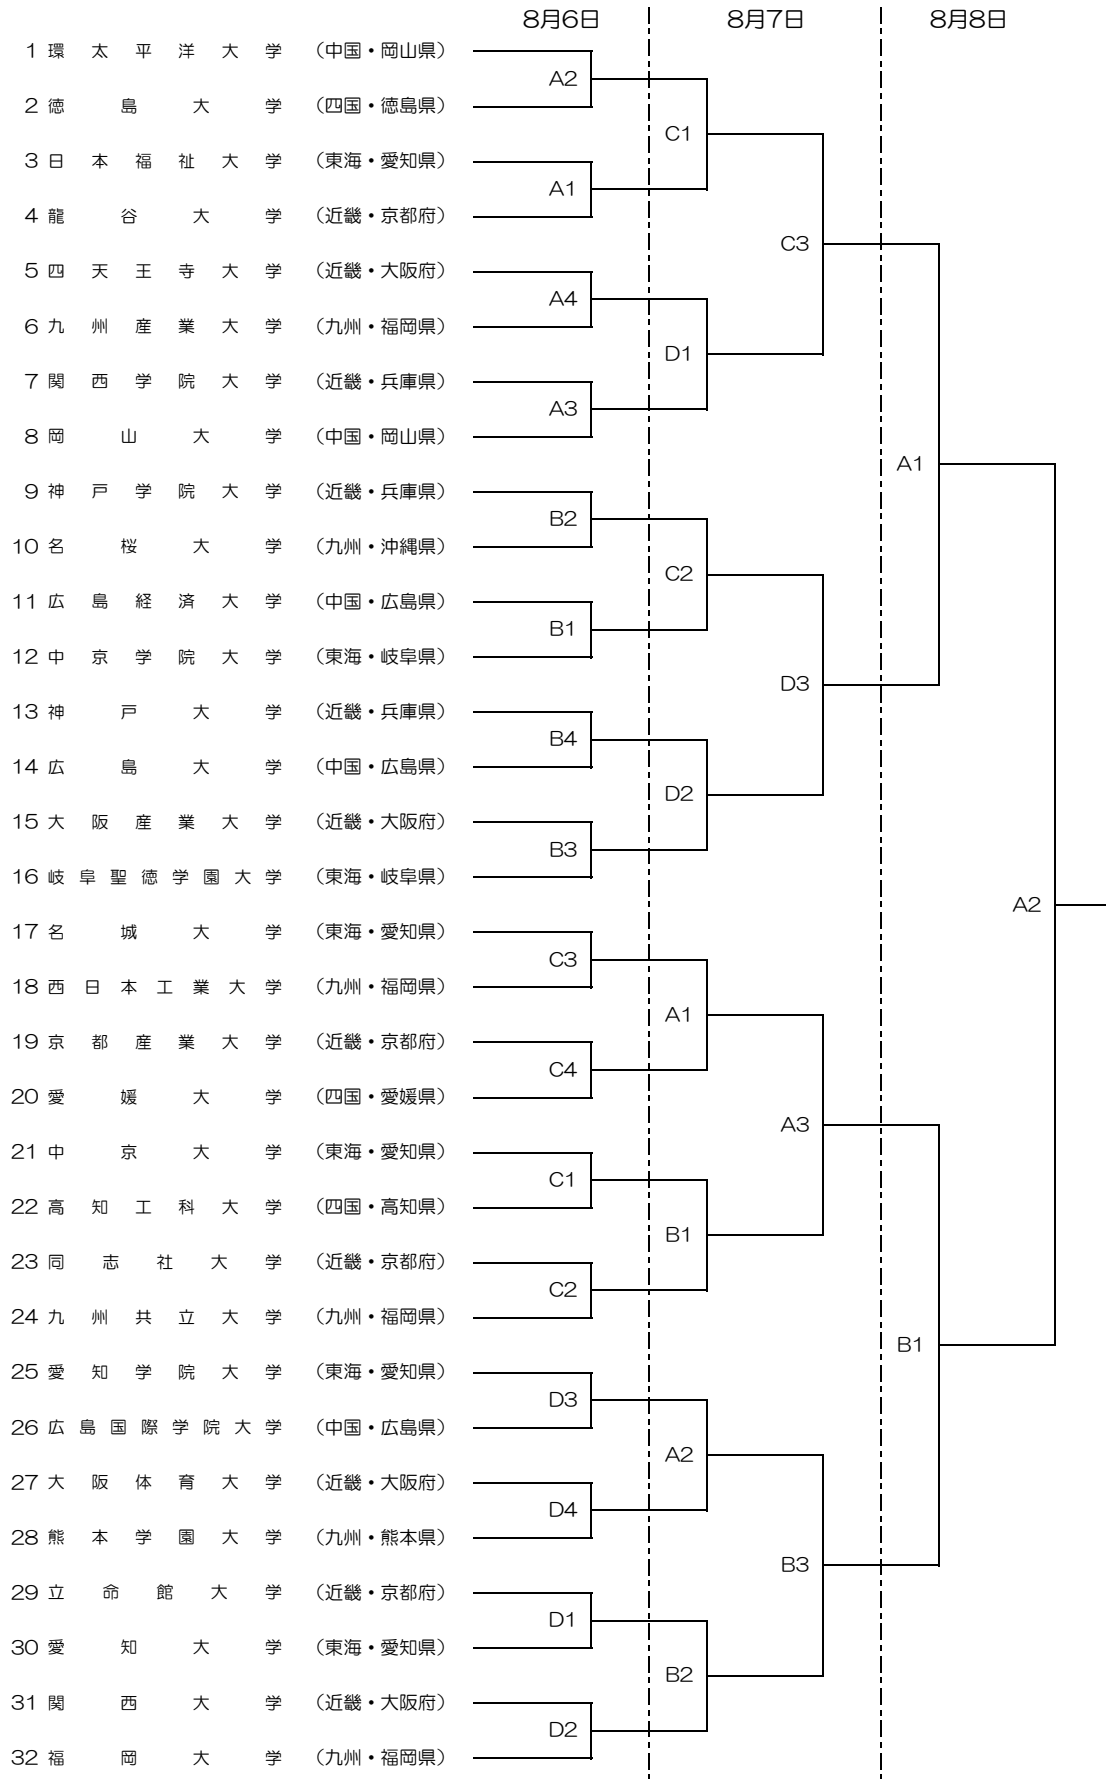 8月6日 8月7日 8月8日
1 環太平洋大学 (中国・岡山県)
A2
2 徳島大学 (四国・徳島県)
C1
3 日本福祉大学 (東海・愛知県)
A1
4 龍谷大学 (近畿・京都府)
C3
5 四天王寺大学 (近畿・大阪府)
A4
6 九州産業大学 (九州・福岡県)
D1
7 関西学院大学 (近畿・兵庫県)
A3
8 岡山大学 (中国・岡山県)
A1
9 神戸学院大学 (近畿・兵庫県)
B2
10 名桜大学 (九州・沖縄県)
C2
11 広島経済大学 (中国・広島県)
B1
12 中京学院大学 (東海・岐阜県)
D3
13 神戸大学 (近畿・兵庫県)
B4
14 広島大学 (中国・広島県)
D2
15 大阪産業大学 (近畿・大阪府)
B3
16 岐阜聖徳学園大学 (東海・岐阜県)
A2
17 名城大学 (東海・愛知県)
C3
18 西日本工業大学 (九州・福岡県)
A1
19 京都産業大学 (近畿・京都府)
C4
20 愛媛大学 (四国・愛媛県)
A3
21 中京大学 (東海・愛知県)
C1
22 高知工科大学 (四国・高知県)
B1
23 同志社大学 (近畿・京都府)
C2
24 九州共立大学 (九州・福岡県)
B1
25 愛知学院大学 (東海・愛知県)
D3
26 広島国際学院大学 (中国・広島県)
A2
27 大阪体育大学 (近畿・大阪府)
D4
28 熊本学園大学 (九州・熊本県)
B3
29 立命館大学 (近畿・京都府)
D1
30 愛知大学 (東海・愛知県)
B2
31 関西大学 (近畿・大阪府)
D2
32 福岡大学 (九州・福岡県)